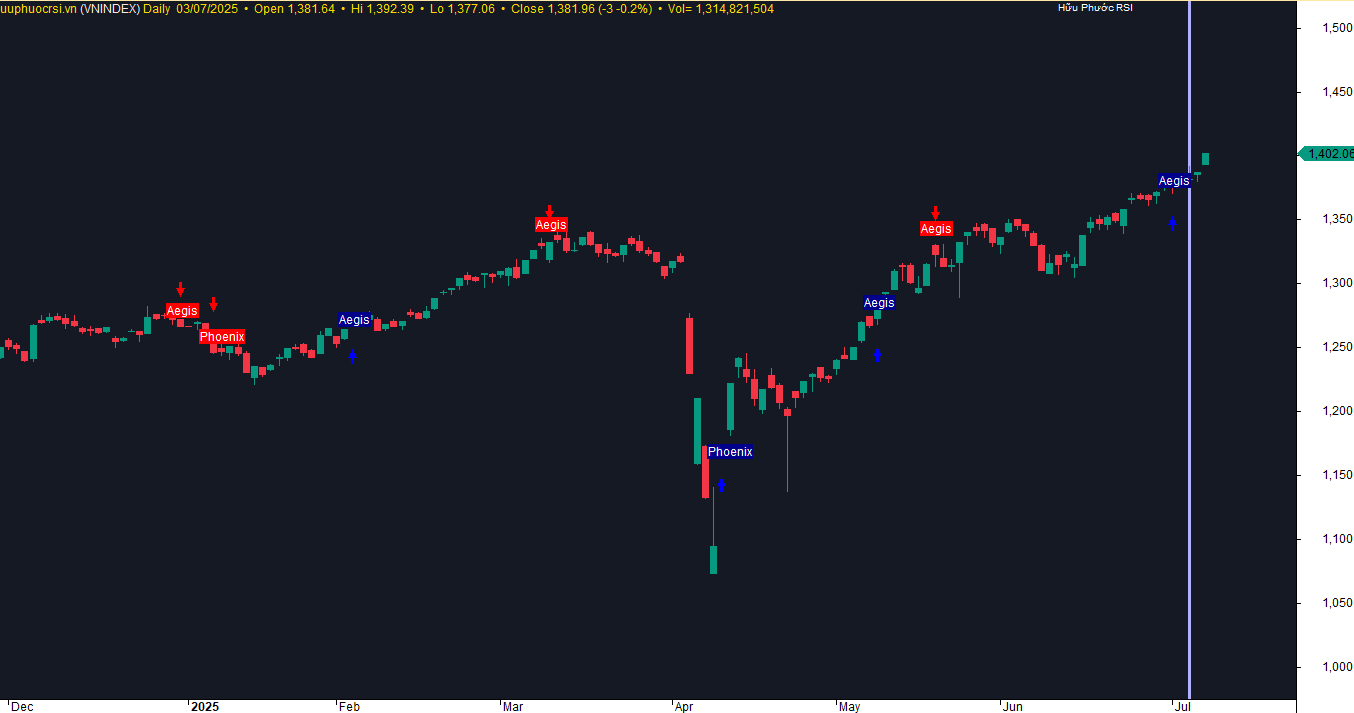 uuphuocrsi.vn (VNINDEX) Daily 03/07/2025 • Open 1,381.64 • Hi 1,392.39 • Lo 1,377.06 • Close 1,381.96 (-3 -0.2%) • Vol= 1,314,821,504
Hữu Phước RSI
1,500
1,450
1,402.06
Aegis
1,350
Aegis
Aegis
1,300
Aegis
Aegis
Aegis
Phoenix
1,250
1,200
Phoenix
1,150
1,100
1,050
1,000
Dec 2025 Feb Mar Apr May Jun Jul